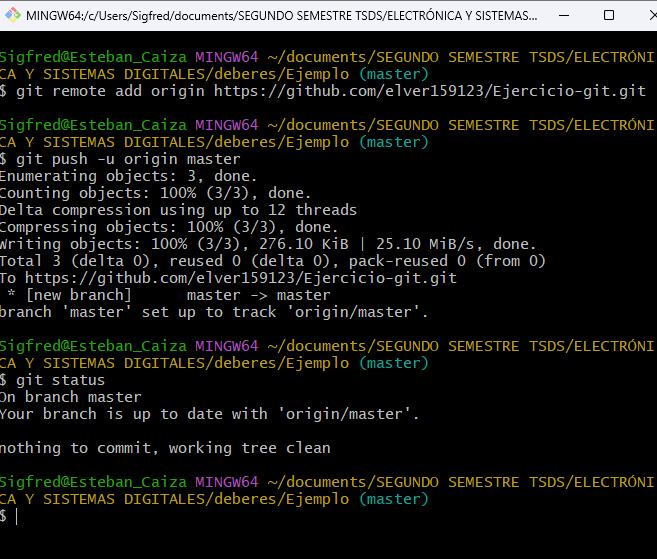 MINGW64:/c/Users/Sigfred/documents/SEGUNDO SEMESTRE TSDS/ELECTRÓNICA Y SISTEMAS...
Sigfred@Esteban_Caiza MINGW64 ~/documents/SEGUNDO SEMESTRE TSDS/ELECTRÓNI
CA Y SISTEMAS DIGITALES/deberes/Ejemplo (master)
$ git remote add origin https://github.com/elver159123/Ejercicio-git.git
Sigfred@Esteban_Caiza MINGW64 ~/documents/SEGUNDO SEMESTRE TSDS/ELECTRÓNI
CA Y SISTEMAS DIGITALES/deberes/Ejemplo (master)
$ git push -u origin master
Enumerating objects: 3, done.
Counting objects: 100% (3/3), done.
Delta compression using up to 12 threads
Compressing objects: 100% (3/3), done.
Writing objects: 100% (3/3), 276.10 KiB | 25.10 MiB/s, done.
Total 3 (delta 0), reused 0 (delta 0), pack-reused 0 (from 0)
To https://github.com/elver159123/Ejercicio-git.git
 * [new branch]      master -> master
branch 'master' set up to track 'origin/master'.
Sigfred@Esteban_Caiza MINGW64 ~/documents/SEGUNDO SEMESTRE TSDS/ELECTRÓNI
CA Y SISTEMAS DIGITALES/deberes/Ejemplo (master)
$ git status
On branch master
Your branch is up to date with 'origin/master'.
nothing to commit, working tree clean
Sigfred@Esteban_Caiza MINGW64 ~/documents/SEGUNDO SEMESTRE TSDS/ELECTRÓNI
CA Y SISTEMAS DIGITALES/deberes/Ejemplo (master)
$